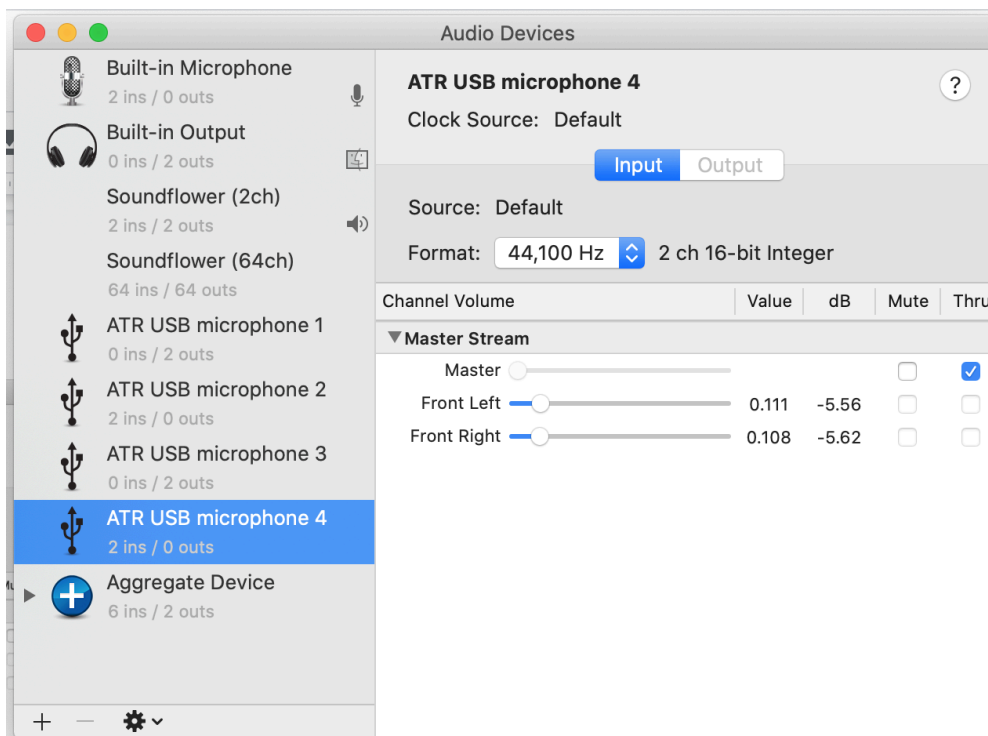 Audio Devices
Built-in Microphone
2 ins / 0 outs
Built-in Output
0 ins / 2 outs
Soundflower (2ch)
2 ins / 2 outs
Soundflower (64ch)
64 ins / 64 outs
ATR USB microphone 1
0 ins / 2 outs
ATR USB microphone 2
2 ins / 0 outs
ATR USB microphone 3
0 ins / 2 outs
ATR USB microphone 4
2 ins / 0 outs
Aggregate Device
6 ins / 2 outs
ATR USB microphone 4
?
Clock Source: Default
Input Output
Source: Default
Format: 44,100 Hz 2 ch 16-bit Integer
Channel Volume Value dB Mute Thru
Master Stream
Master
Front Left 0.111 -5.56
Front Right 0.108 -5.62